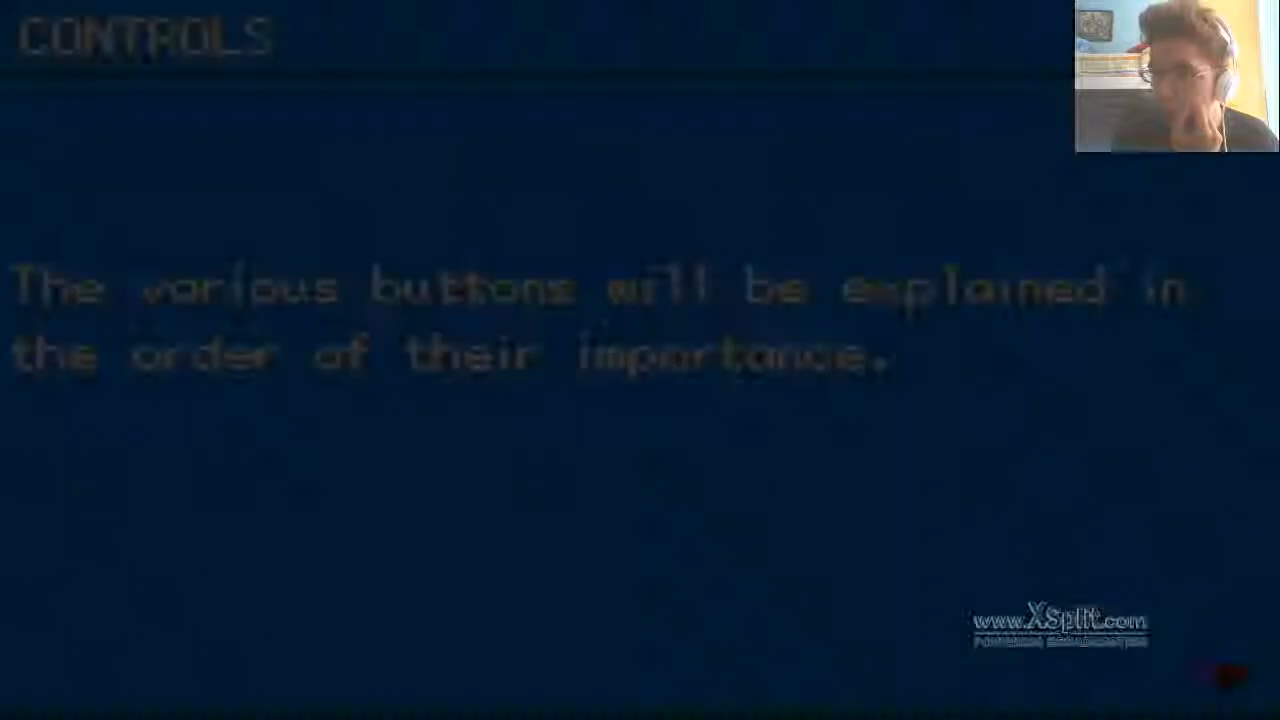 CONTROLS
The various buttons will be explained in
the order of their importance.
www.XSplit.com